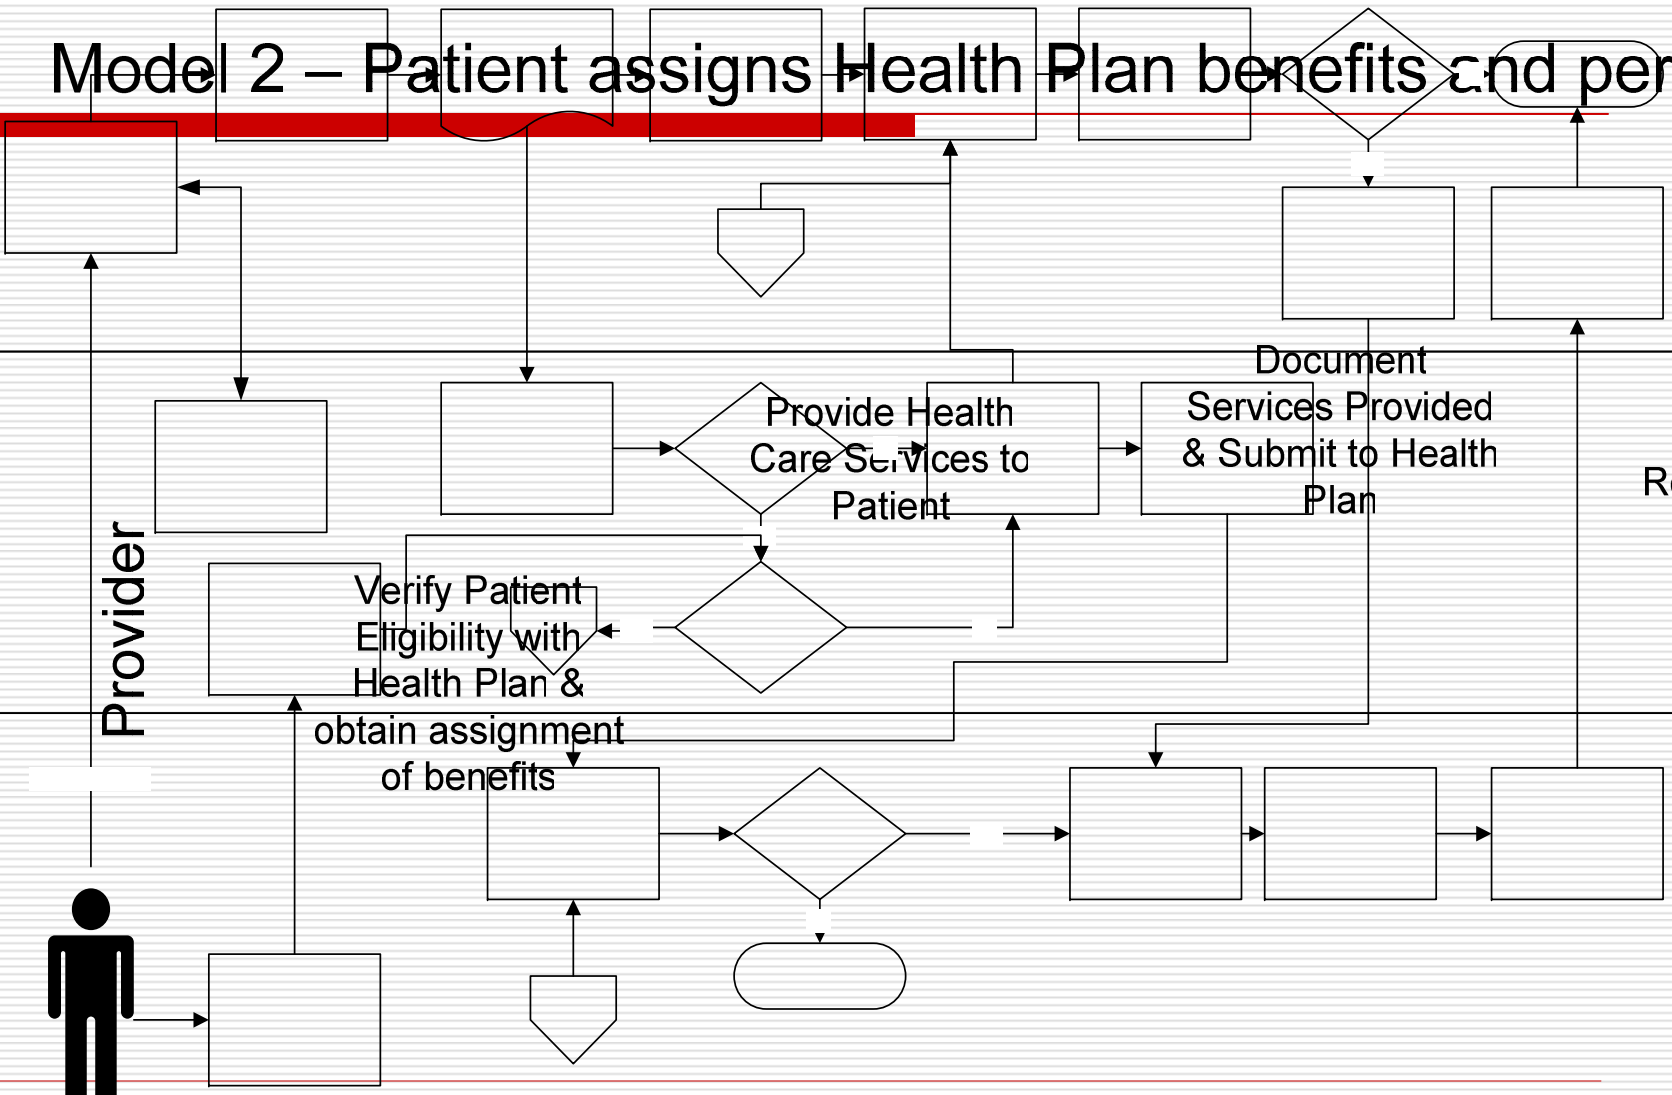 Model 2 – Patient assigns Health Plan benefits and
Provider
Verify Patient
Eligibility with
Health Plan &
obtain assignment
of benefits
Provide Health
Care Services to
Patient
Document
Services Provided
& Submit to Health
Plan